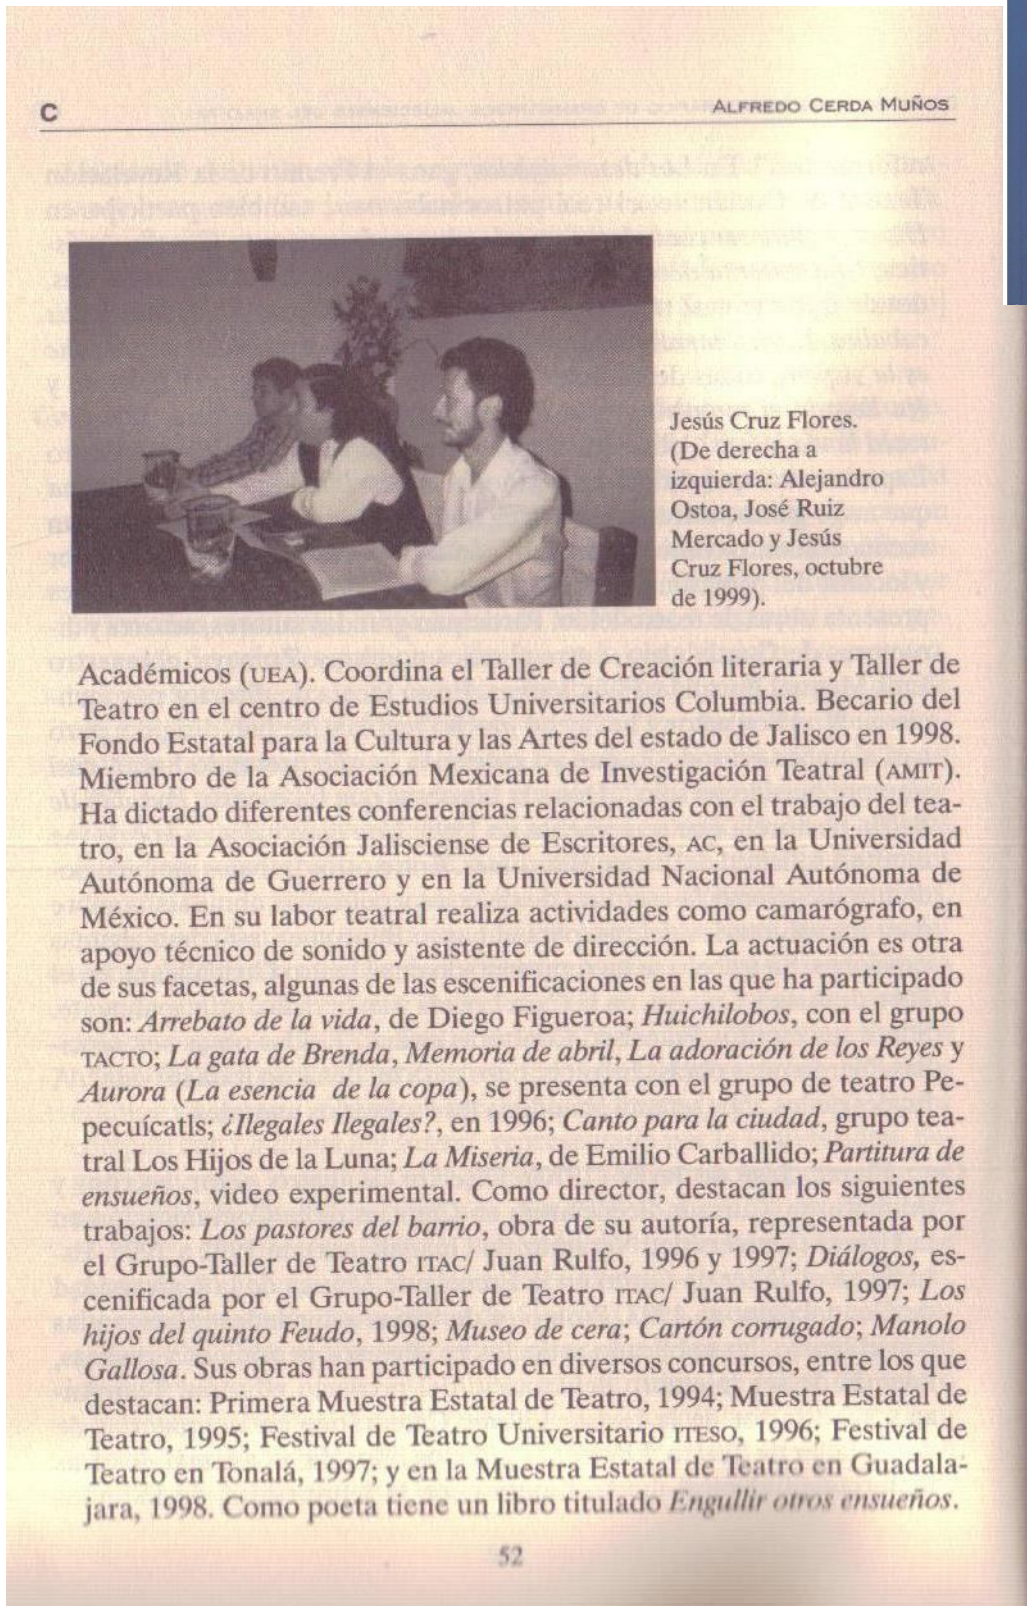 C
ALFREDO CERDA MUÑOS
Jesús Cruz Flores.
(De derecha a
izquierda: Alejandro
Ostoa, José Ruiz
Mercado y Jesús
Cruz Flores, octubre
de 1999).
Académicos (UEA). Coordina el Taller de Creación literaria y Taller de
Teatro en el centro de Estudios Universitarios Columbia. Becario del
Fondo Estatal para la Cultura y las Artes del estado de Jalisco en 1998.
Miembro de la Asociación Mexicana de Investigación Teatral (AMIT).
Ha dictado diferentes conferencias relacionadas con el trabajo del tea-
tro, en la Asociación Jalisciense de Escritores, AC, en la Universidad
Autónoma de Guerrero y en la Universidad Nacional Autónoma de
México. En su labor teatral realiza actividades como camarógrafo, en
apoyo técnico de sonido y asistente de dirección. La actuación es otra
de sus facetas, algunas de las escenificaciones en las que ha participado
son: Arrebato de la vida, de Diego Figueroa; Huichilobos, con el grupo
TACTO; La gata de Brenda, Memoria de abril, La adoración de los Reyes y
Aurora (La esencia de la copa), se presenta con el grupo de teatro Pe-
pecuícatls; ¿Ilegales Ilegales?, en 1996; Canto para la ciudad, grupo tea-
tral Los Hijos de la Luna; La Miseria, de Emilio Carballido; Partitura de
ensueños, video experimental. Como director, destacan los siguientes
trabajos: Los pastores del barrio, obra de su autoría, representada por
el Grupo-Taller de Teatro ITAC/ Juan Rulfo, 1996 y 1997; Diálogos, es-
cenificada por el Grupo-Taller de Teatro ITAC/ Juan Rulfo, 1997; Los
hijos del quinto Feudo, 1998; Museo de cera; Cartón corrugado; Manolo
Gallosa. Sus obras han participado en diversos concursos, entre los que
destacan: Primera Muestra Estatal de Teatro, 1994; Muestra Estatal de
Teatro, 1995; Festival de Teatro Universitario ITESO, 1996; Festival de
Teatro en Tonalá, 1997; y en la Muestra Estatal de Teatro en Guadala-
jara, 1998. Como poeta tiene un libro titulado Engullir otros ensueños.
52